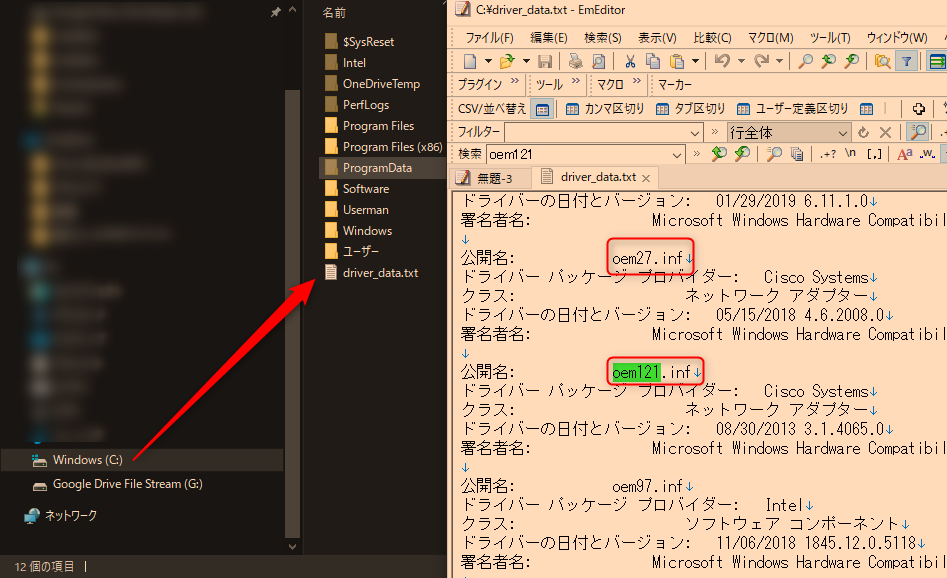 Windows (C:)
Google Drive File Stream (G:)
ネットワーク
12 個の項目
名前
$SysReset
Intel
OneDriveTemp
PerfLogs
Program Files
Program Files (x86)
ProgramData
Software
Userman
Windows
ユーザー
driver_data.txt
C:¥driver_data.txt - EmEditor
ファイル(F) 編集(E) 検索(S) 表示(V) 比較(C) マクロ(M) ツール(T) ウィンドウ(W)
プラグイン » ツール » マクロ » マーカー
CSV/並べ替え カンマ区切り タブ区切り ユーザー定義区切り
フィルター » 行全体
検索 oem121 » .+? \n [.] Aa .w.
無題-3 driver_data.txt ×
ドライバーの日付とバージョン: 01/29/2019 6.11.1.0↓
署名者名: Microsoft Windows Hardware Compatibil
↓
公開名: oem27.inf↓
ドライバー パッケージ プロバイダー: Cisco Systems↓
クラス: ネットワーク アダプター↓
ドライバーの日付とバージョン: 05/15/2018 4.6.2008.0↓
署名者名: Microsoft Windows Hardware Compatibil
↓
公開名: oem121.inf↓
ドライバー パッケージ プロバイダー: Cisco Systems↓
クラス: ネットワーク アダプター↓
ドライバーの日付とバージョン: 08/30/2013 3.1.4065.0↓
署名者名: Microsoft Windows Hardware Compatibil
↓
公開名: oem97.inf↓
ドライバー パッケージ プロバイダー: Intel↓
クラス: ソフトウェア コンポーネント↓
ドライバーの日付とバージョン: 11/06/2018 1845.12.0.5118↓
署名者名: Microsoft Windows Hardware Compatibil